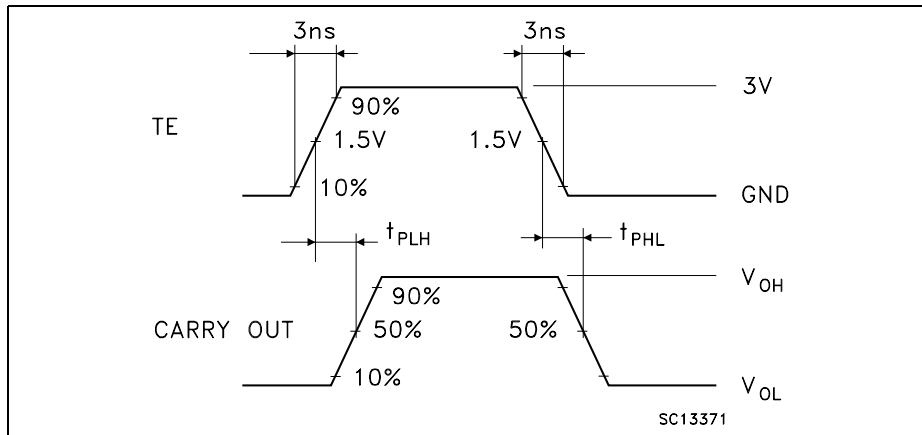 3ns 3ns
3V
90%
TE
1.5V 1.5V
10%
GND
tPLH tPHL
VOH
90%
CARRY OUT 50% 50%
10%
VOL
SC13371